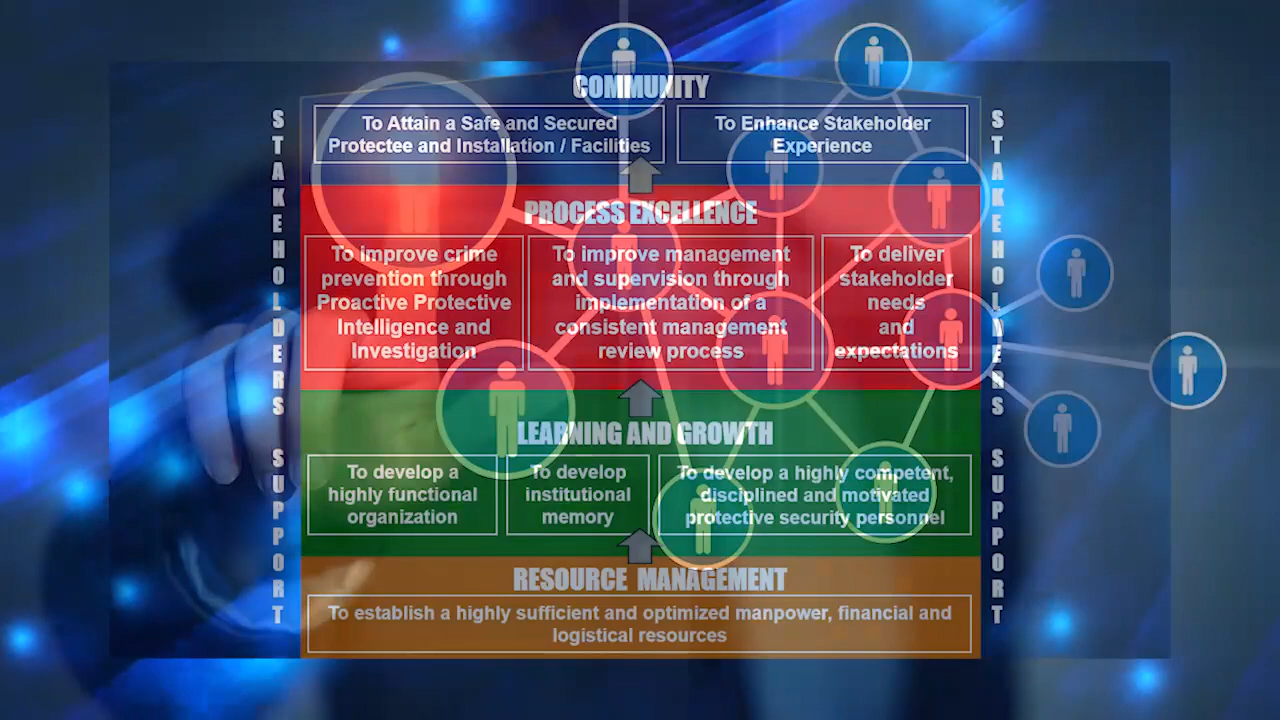 COMMUNITY
To Attain a Safe and Secured
Protectee and Installation / Facilities
To Enhance Stakeholder
Experience
PROCESS EXCELLENCE
To improve crime
prevention through
Proactive Protective
Intelligence and
Investigation
To improve management
and supervision through
implementation of a
consistent management
review process
To deliver
stakeholder
needs
and
expectations
LEARNING AND GROWTH
To develop a
highly functional
organization
To develop
institutional
memory
To develop a highly competent,
disciplined and motivated
protective security personnel
RESOURCE MANAGEMENT
To establish a highly sufficient and optimized manpower, financial and
logistical resources
STAKEHOLDERS SUPPORT
STAKEHOLDERS SUPPORT